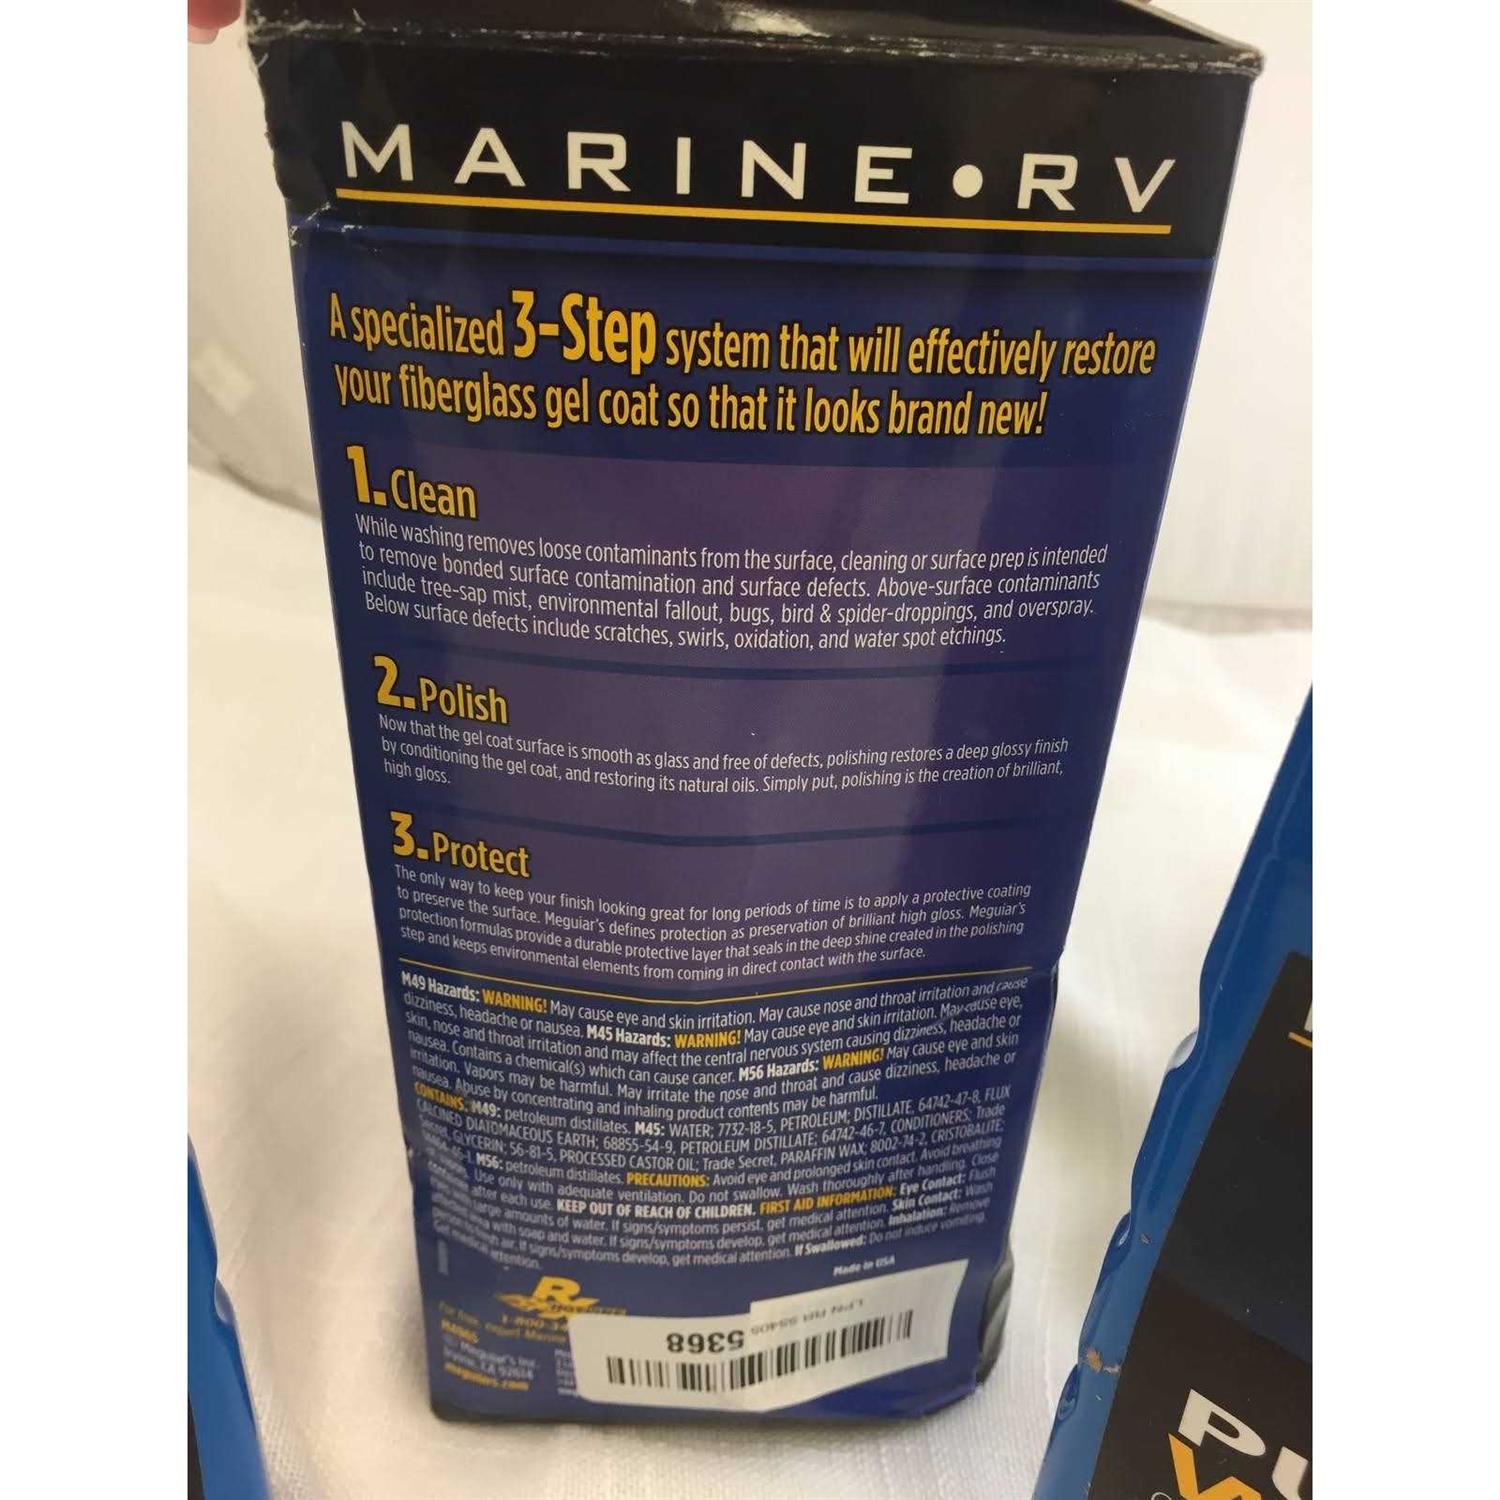 MARINE•RV
A specialized 3-Step system that will effectively restore
your fiberglass gel coat so that it looks brand new!
1. Clean
While washing removes loose contaminants from the surface, cleaning or surface prep is intended
to remove bonded surface contamination and surface defects. Above-surface contaminants
include tree-sap mist, environmental fallout, bugs, bird & spider-droppings, and overspray.
Below surface defects include scratches, swirls, oxidation, and water spot etchings.
2. Polish
Now that the gel coat surface is smooth as glass and free of defects, polishing restores a deep glossy finish
by conditioning the gel coat, and restoring its natural oils. Simply put, polishing is the creation of brilliant,
high gloss.
3. Protect
The only way to keep your finish looking great for long periods of time is to apply a protective coating
to preserve the surface. Meguiar's defines protection as preservation of brilliant high gloss. Meguiar's
protection formulas provide a durable protective layer that seals in the deep shine created in the polishing
step and keeps environmental elements from coming in direct contact with the surface.
M49 Hazards: WARNING! May cause eye and skin irritation. May cause nose and throat irritation and cause
dizziness, headache or nausea. M45 Hazards: WARNING! May cause eye and skin irritation. May cause eye,
skin, nose and throat irritation and may affect the central nervous system causing dizziness, headache or
nausea. Contains a chemical(s) which can cause cancer. M56 Hazards: WARNING! May cause eye and skin
irritation. Vapors may be harmful. May irritate the nose and throat and cause dizziness, headache or
nausea. Abuse by concentrating and inhaling product contents may be harmful.
CONTAINS: M49: petroleum distillates. M45: WATER; 7732-18-5, PETROLEUM; DISTILLATE, 64742-47-8, FLUX
CALCINED DIATOMACEOUS EARTH; 68855-54-9, PETROLEUM DISTILLATE; 64742-46-7, CONDITIONERS; Trade
Secret, GLYCERIN; 56-81-5, PROCESSED CASTOR OIL; Trade Secret, PARAFFIN WAX; 8002-74-2, CRISTOBALITE;
M56: petroleum distillates. PRECAUTIONS: Avoid eye and prolonged skin contact. Avoid breathing
Use only with adequate ventilation. Do not swallow. Wash thoroughly after handling. Close
after each use. KEEP OUT OF REACH OF CHILDREN. FIRST AID INFORMATION: Eye Contact: Flush
large amounts of water. If signs/symptoms persist, get medical attention. Skin Contact: Wash
with soap and water. If signs/symptoms develop, get medical attention. Inhalation: Remove
air. If signs/symptoms develop, get medical attention. If Swallowed: Do not induce vomiting.
attention.
Made in USA
R
1-800-
Meguiar's Inc.
Irvine, CA 92614
meguiars.com
LPN RR 55405
5368
PU